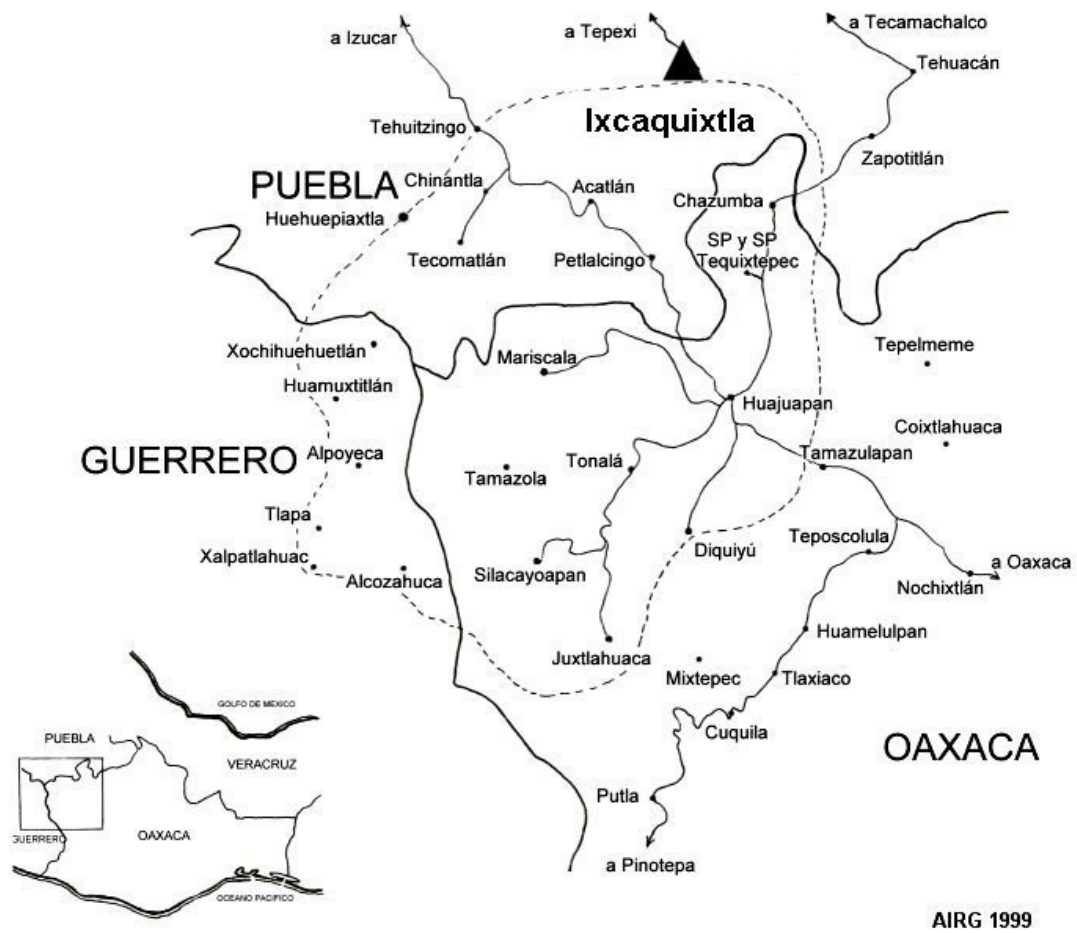 a Izucar
a Tepexi
a Tecamachalco
Tehuacán
Ixcaquixtla
Tehuitzingo
Zapotitlán
Chinantla
PUEBLA
Acatlán
Chazumba
Huehuepiaxtla
SP y SP
Tequixtepec
Tecomatlán
Petlalcingo
Xochihuehuetlán
Mariscala
Tepelmeme
Huamuxtitlán
Huajuapan
Coixtlahuaca
GUERRERO
Alpoyeca
Tamazola
Tonalá
Tamazulapan
Tlapa
Teposcolula
Xalpatlahuac
Alcozahuca
Silacayoapan
Diquiyú
a Oaxaca
Nochixtlán
Huamelulpan
Juxtlahuaca
Mixtepec
Tlaxiaco
GOLFO DE MEXICO
Cuquila
PUEBLA
VERACRUZ
OAXACA
Putla
GUERRERO
OAXACA
a Pinotepa
OCEANO PACIFICO
AIRG 1999